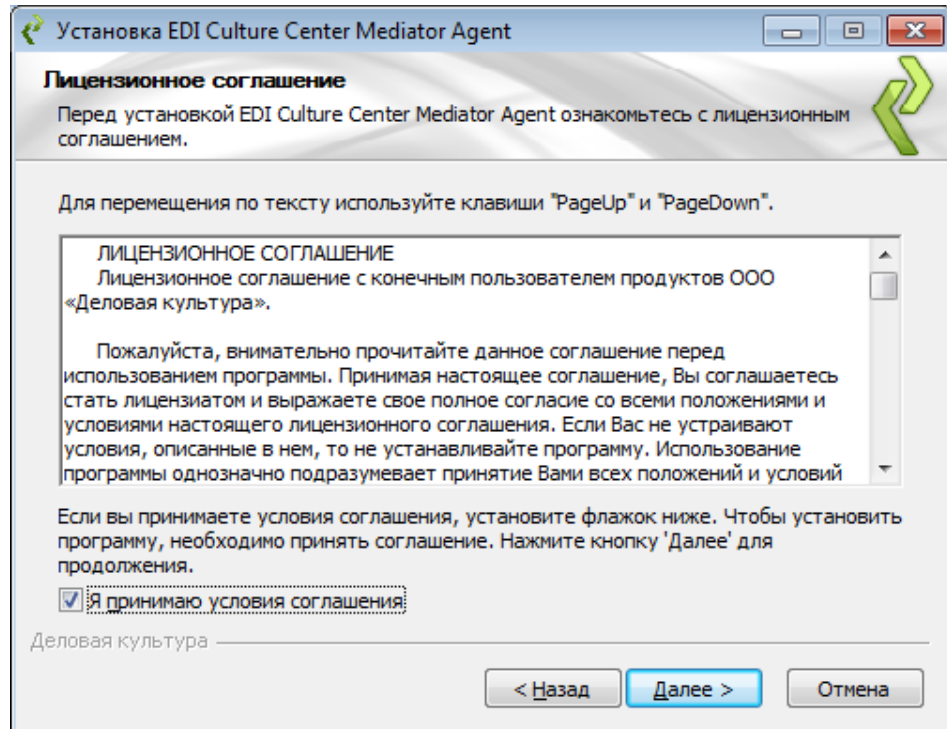 Установка EDI Culture Center Mediator Agent
Лицензионное соглашение
Перед установкой EDI Culture Center Mediator Agent ознакомьтесь с лицензионным
соглашением.
Для перемещения по тексту используйте клавиши "PageUp" и "PageDown".
ЛИЦЕНЗИОННОЕ СОГЛАШЕНИЕ
Лицензионное соглашение с конечным пользователем продуктов ООО
«Деловая культура».
Пожалуйста, внимательно прочитайте данное соглашение перед
использованием программы. Принимая настоящее соглашение, Вы соглашаетесь
стать лицензиатом и выражаете свое полное согласие со всеми положениями и
условиями настоящего лицензионного соглашения. Если Вас не устраивают
условия, описанные в нем, то не устанавливайте программу. Использование
программы однозначно подразумевает принятие Вами всех положений и условий
Если вы принимаете условия соглашения, установите флажок ниже. Чтобы установить
программу, необходимо принять соглашение. Нажмите кнопку 'Далее' для
продолжения.
Я принимаю условия соглашения
Деловая культура
< Назад
Далее >
Отмена